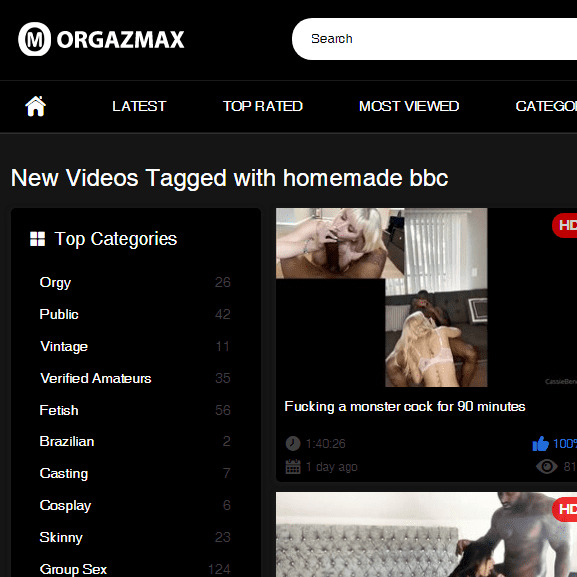 M ORGAZMAX
Search
LATEST TOP RATED MOST VIEWED
New Videos Tagged with homemade bbc
Top Categories
Orgy 26
Public 42
Vintage 11
Verified Amateurs 35
Fetish 56
Brazilian 2
Casting 7
Cosplay 6
Skinny 23
Group Sex 124
HD
Fucking a monster cock for 90 minutes
1:40:26 100%
1 day ago 81
HD